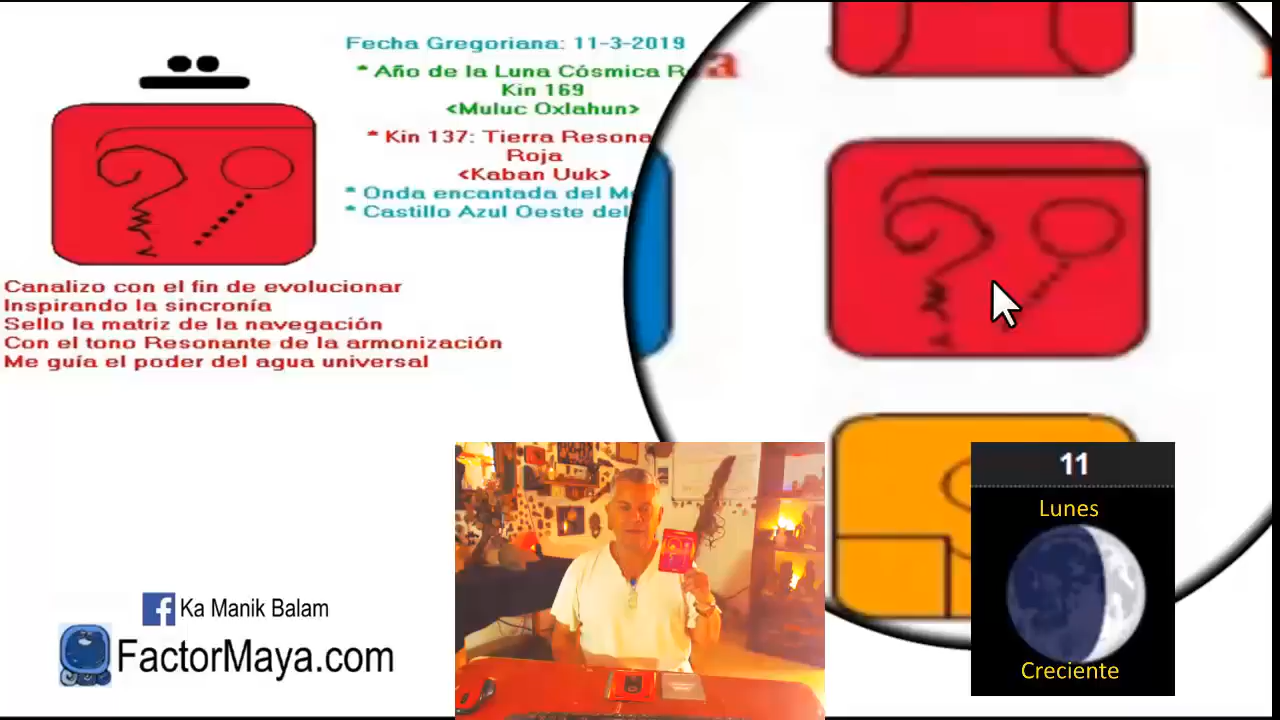 Fecha Gregoriana: 11-3-2019
* Año de la Luna Cósmica R
Kin 169
<Muluc Oxlahun>
* Kin 137: Tierra Resona
Roja
<Kaban Uuk>
* Onda encantada del M
* Castillo Azul Oeste del
Canalizo con el fin de evolucionar
Inspirando la sincronía
Sello la matriz de la navegación
Con el tono Resonante de la armonización
Me guía el poder del agua universal
Ka Manik Balam
FactorMaya.com
11
Lunes
Creciente